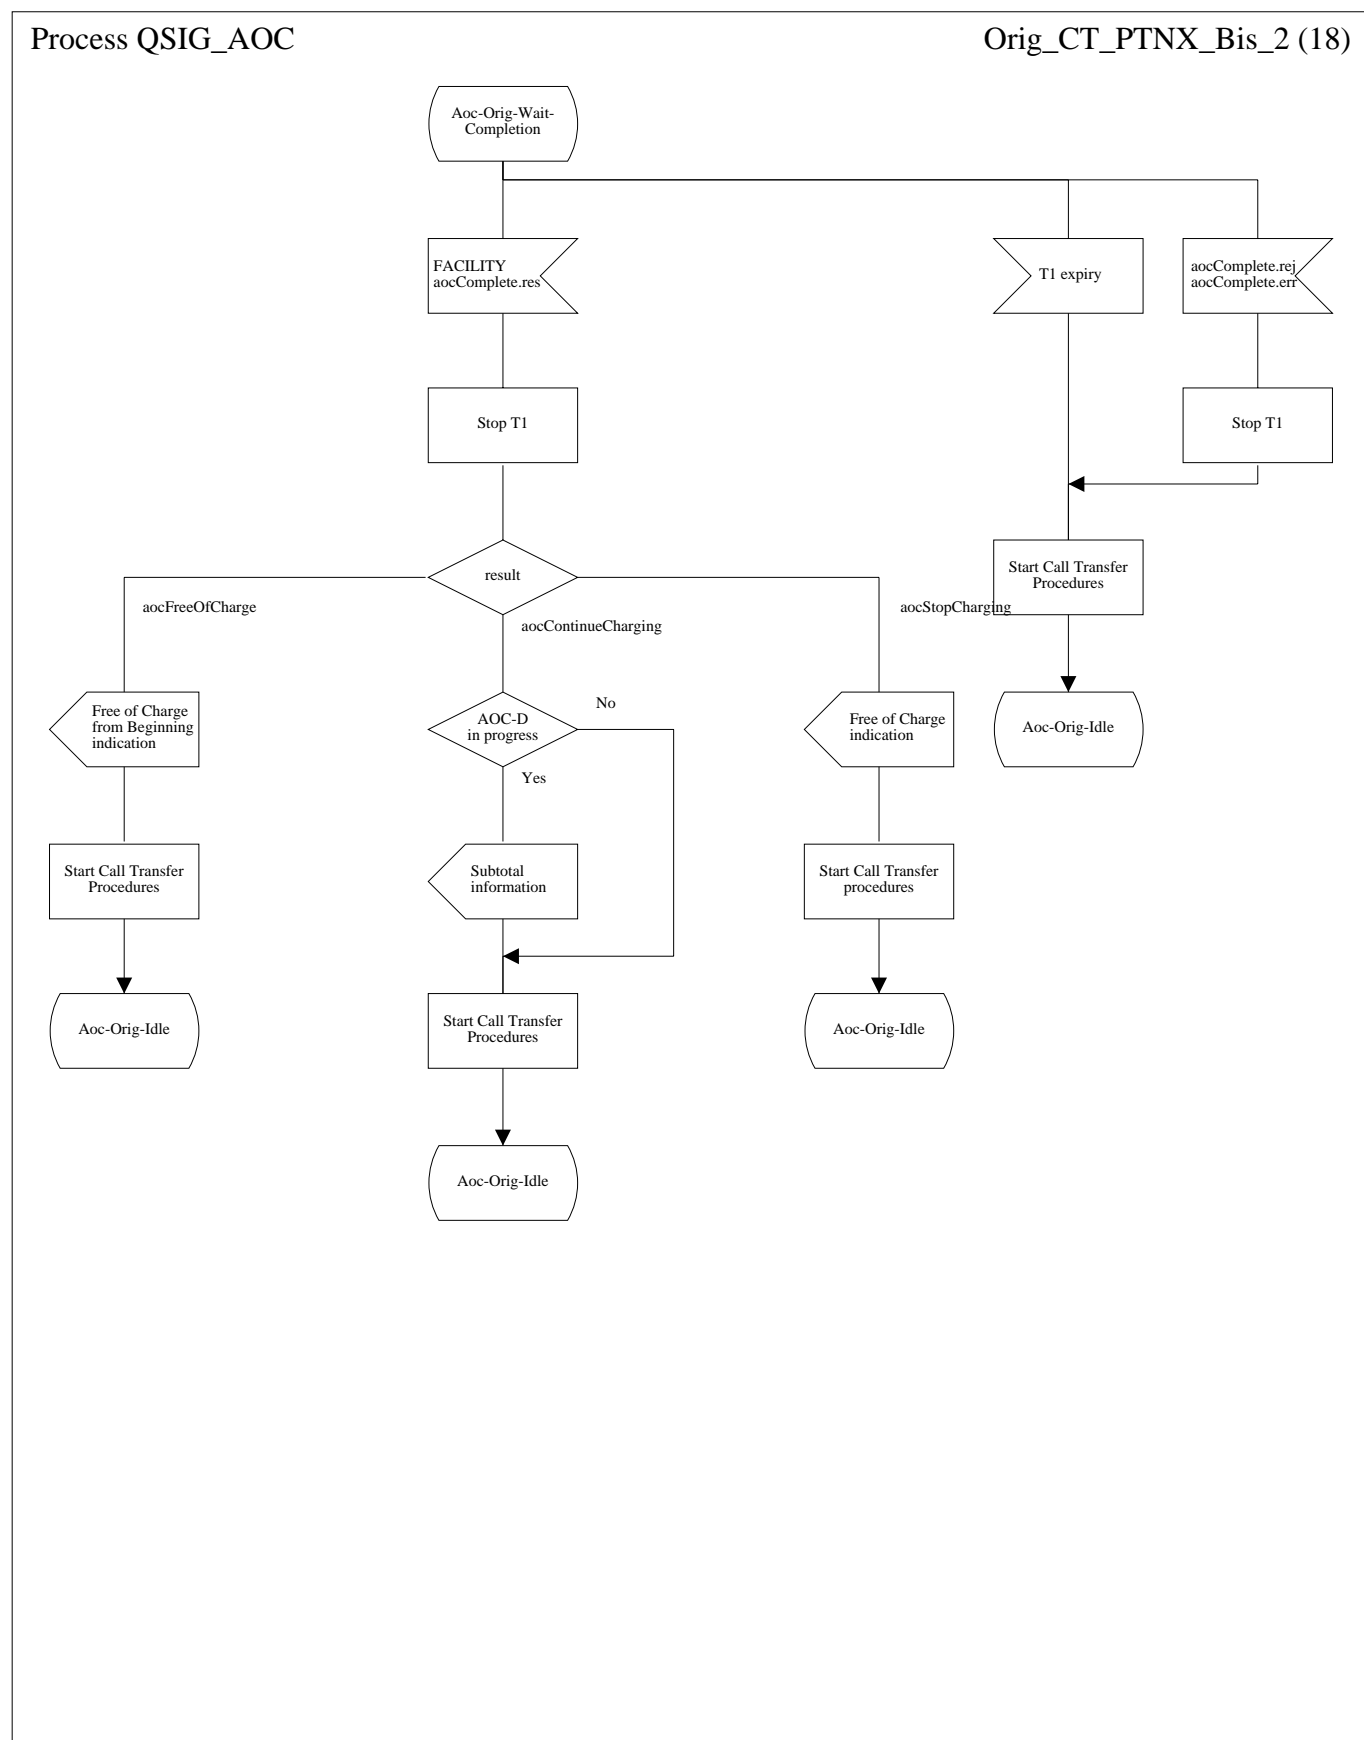 Process QSIG_AOC
Orig_CT_PTNX_Bis_2 (18)
Aoc-Orig-Wait-
Completion
FACILITY
aocComplete.res
T1 expiry
aocComplete.rej
aocComplete.err
Stop T1
Stop T1
result
Start Call Transfer
Procedures
aocFreeOfCharge
aocContinueCharging
aocStopCharging
Free of Charge
from Beginning
indication
AOC-D
in progress
No
Yes
Free of Charge
indication
Aoc-Orig-Idle
Start Call Transfer
Procedures
Subtotal
information
Start Call Transfer
procedures
Aoc-Orig-Idle
Start Call Transfer
Procedures
Aoc-Orig-Idle
Aoc-Orig-Idle